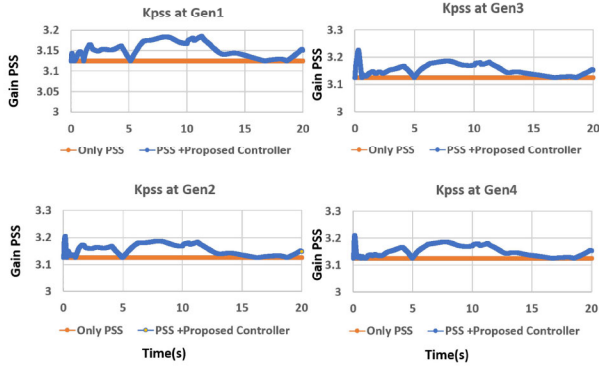 Kpss at Gen1
Gain PSS
3.2
3.15
3.1
3.05
3
0 5 10 15 20
Only PSS PSS +Proposed Controller
Kpss at Gen3
Gain PSS
3.3
3.2
3.1
3
0 5 10 15 20
Only PSS PSS +Proposed Controller
Kpss at Gen2
Gain PSS
3.3
3.2
3.1
3
0 5 10 15 20
Only PSS PSS +Proposed Controller
Time(s)
Kpss at Gen4
Gain PSS
3.3
3.2
3.1
3
0 5 10 15 20
Only PSS PSS +Proposed Controller
Time(s)